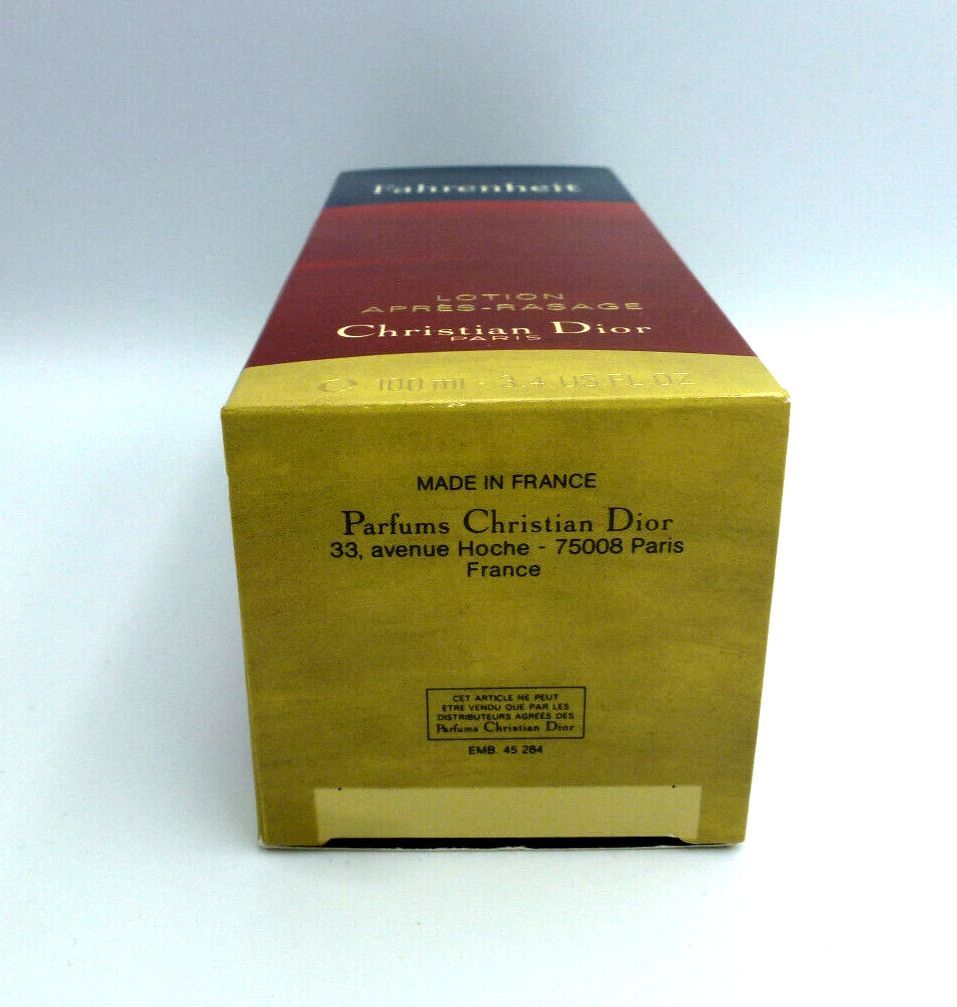 Fahrenheit
LOTION
APRÈS-RASAGE
Christian Dior
PARIS
100 ml - 3.4 US FL OZ
MADE IN FRANCE
Parfums Christian Dior
33, avenue Hoche - 75008 Paris
France
CET ARTICLE NE PEUT
ETRE VENDU QUE PAR LES
DISTRIBUTEURS AGRÉÉS DES
Parfums Christian Dior
EMB. 45 284